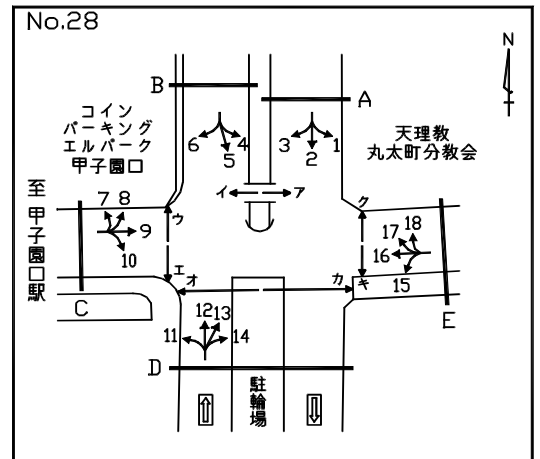 No.28
N
B
A
コイン
パーキング
エルパーク
甲子園口
天理教
丸太町分教会
6 5 4
3 2 1
イ ア
至甲子園口駅
7 8
9
10
ウ
エ
オ
カ
キ
ク
17 18
16
15
C
E
11 12 13 14
D
駐輪場